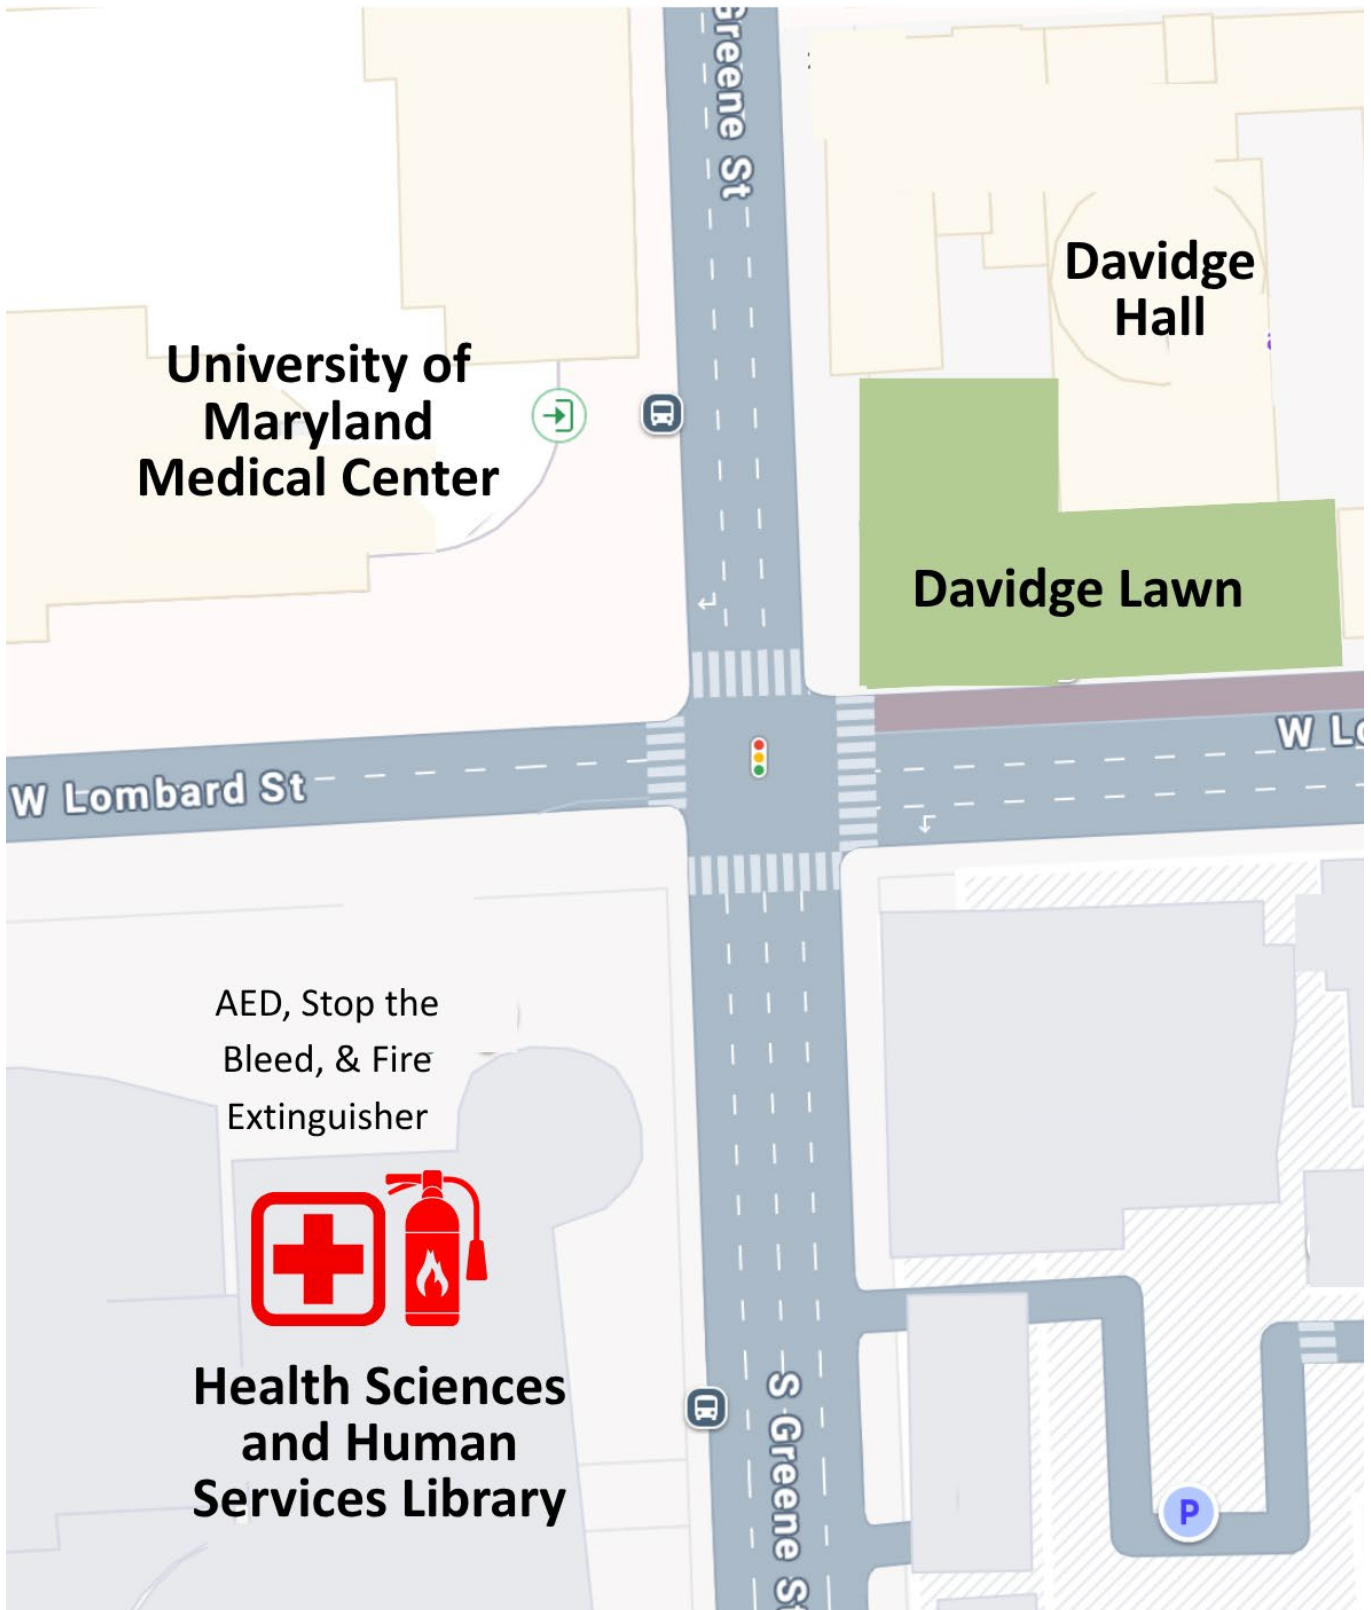 Greene St
Davidge
Hall
University of
Maryland
Medical Center
Davidge Lawn
W Lo
W Lombard St
AED, Stop the
Bleed, & Fire
Extinguisher
Health Sciences
and Human
Services Library
S Greene St
P